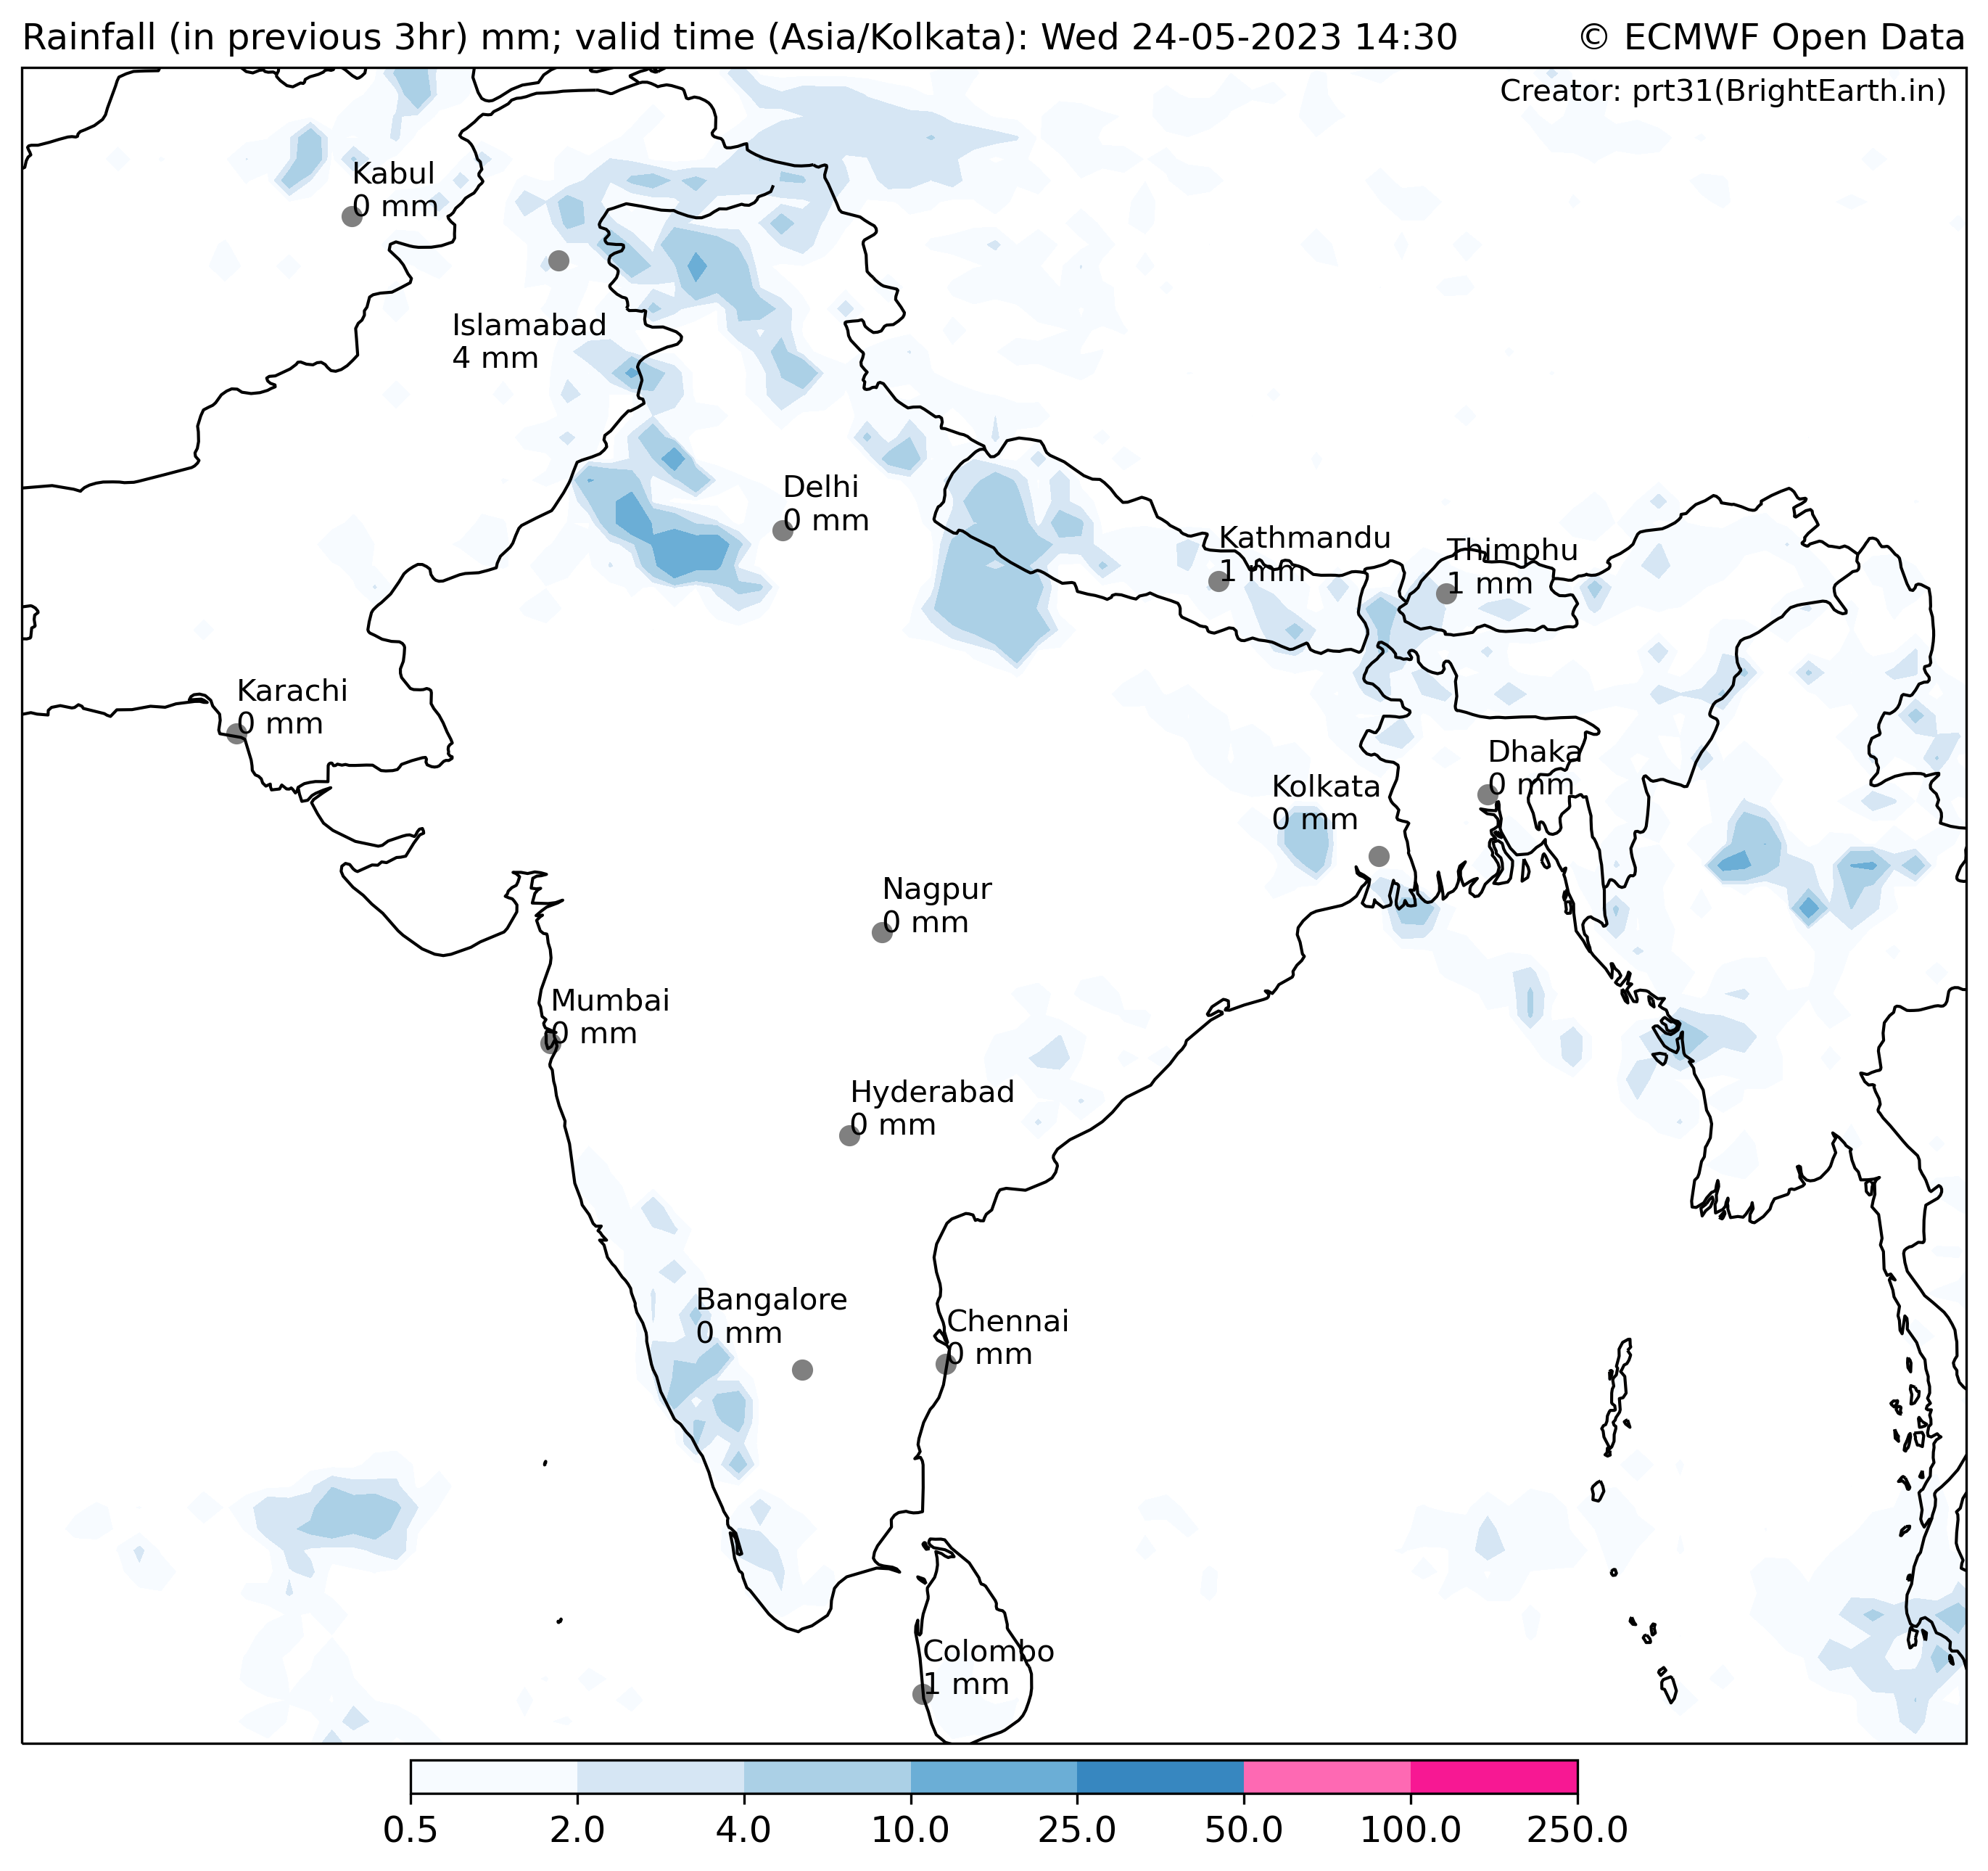 Rainfall (in previous 3hr) mm; valid time (Asia/Kolkata): Wed 24-05-2023 14:30
© ECMWF Open Data
Creator: prt31(BrightEarth.in)
Kabul
0 mm
Islamabad
4 mm
Delhi
0 mm
Kathmandu
1 mm
Thimphu
1 mm
Karachi
0 mm
Dhaka
0 mm
Kolkata
0 mm
Nagpur
0 mm
Mumbai
0 mm
Hyderabad
0 mm
Bangalore
0 mm
Chennai
0 mm
Colombo
1 mm
0.5 2.0 4.0 10.0 25.0 50.0 100.0 250.0